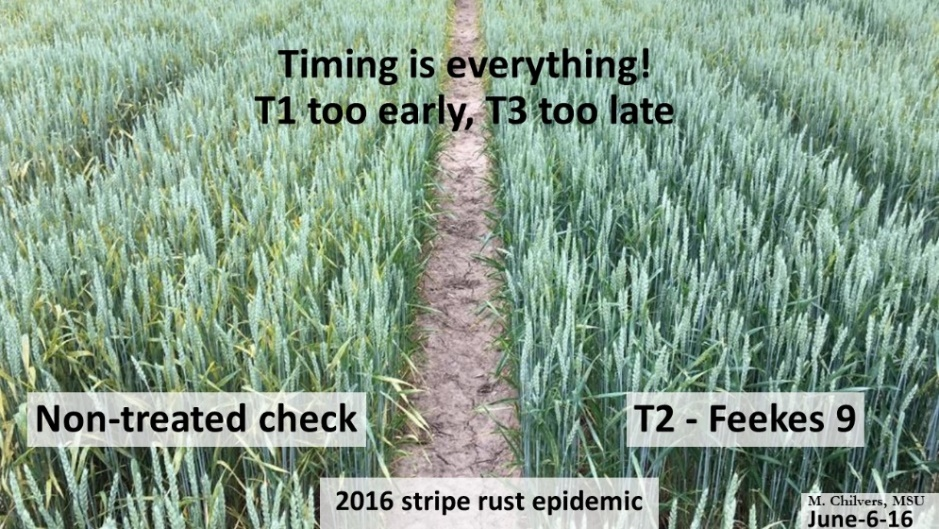 Timing is everything!
T1 too early, T3 too late
Non-treated check
T2 - Feekes 9
2016 stripe rust epidemic
M. Chilvers, MSU
June-6-16